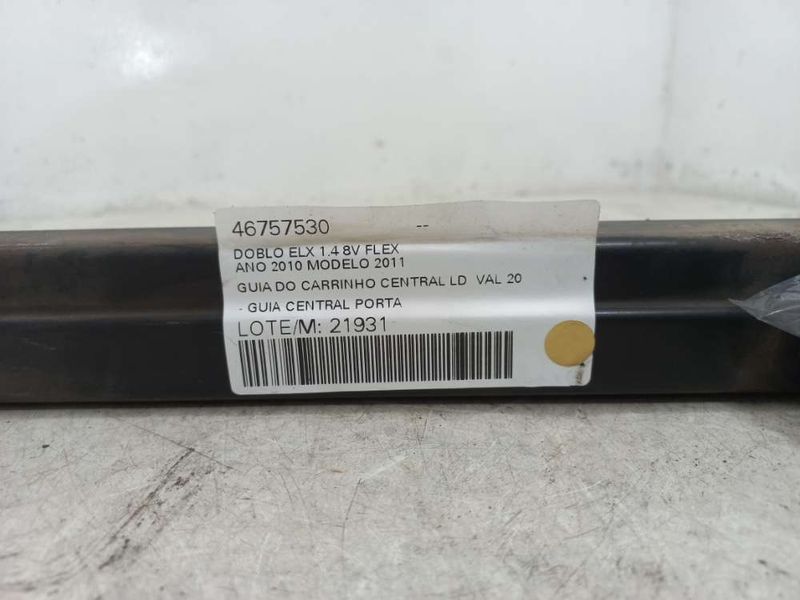 46757530 --
DOBLO ELX 1.4 8V FLEX
ANO 2010 MODELO 2011
GUIA DO CARRINHO CENTRAL LD VAL 20
- GUIA CENTRAL PORTA
LOTE/M: 21931